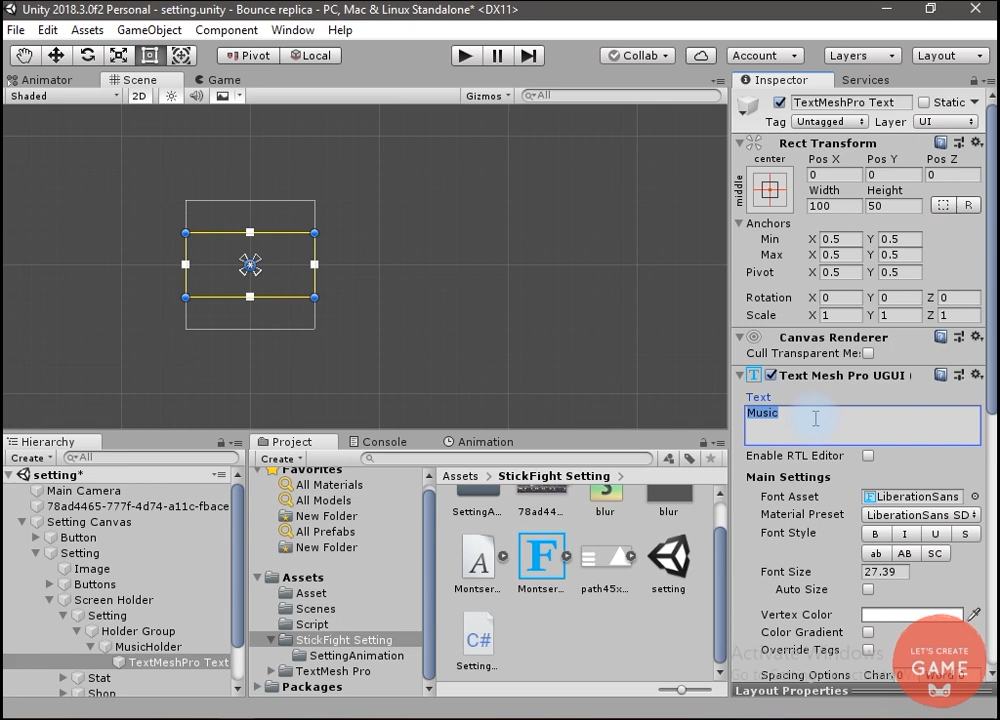 Unity 2018.3.0f2 Personal - setting.unity - Bounce replica - PC, Mac & Linux Standalone* <DX11>
File Edit Assets GameObject Component Window Help
Pivot Local Collab Account Layers Layout
Animator Scene Game
Shaded 2D Gizmos All
Inspector Services
TextMeshPro Text Static
Tag Untagged Layer UI
Rect Transform
center Pos X Pos Y Pos Z
middle 0 0 0
Width Height
100 50 R
Anchors
Min X 0.5 Y 0.5
Max X 0.5 Y 0.5
Pivot X 0.5 Y 0.5
Rotation X 0 Y 0 Z 0
Scale X 1 Y 1 Z 1
Canvas Renderer
Cull Transparent Me:
Text Mesh Pro UGUI (
Text
Music
Enable RTL Editor
Main Settings
Font Asset F LiberationSans
Material Preset LiberationSans SD
Font Style B I U S
ab AB SC
Font Size 27.39
Auto Size
Vertex Color
Color Gradient
Override Tags
Spacing Options
Layout Properties
Hierarchy
Create All
setting*
Main Camera
78ad4465-777f-4d74-a11c-fbace
Setting Canvas
Button
Setting
Image
Buttons
Screen Holder
Setting
Holder Group
MusicHolder
TextMeshPro Text
Stat
Shop
Project Console Animation
Create
Favorites
All Materials
All Models
New Folder
All Prefabs
New Folder
Assets
Asset
Scenes
Script
StickFight Setting
SettingAnimation
TextMesh Pro
Packages
Assets StickFight Setting
SettingA... 78ad44... blur blur
A F
Montser... Montser... path45x... setting
C#
Setting...
Activate Windows
LET'S CREATE
GAME